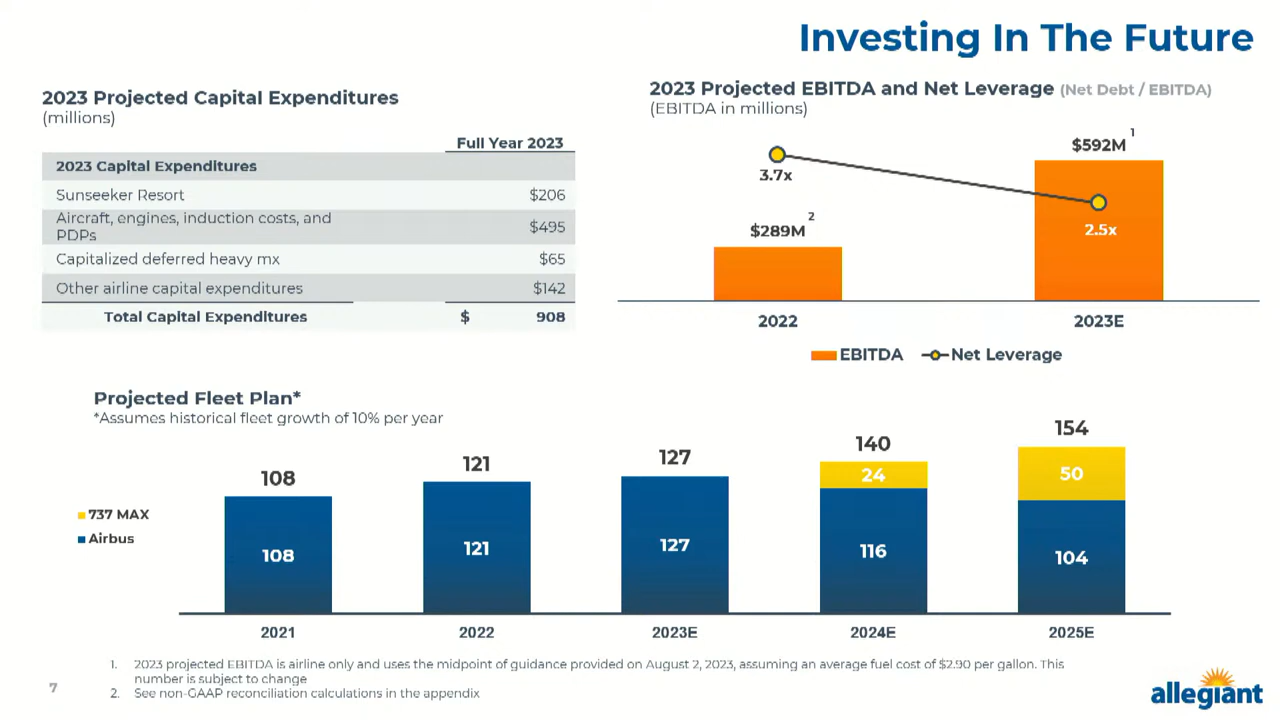 Investing In The Future
2023 Projected Capital Expenditures
(millions)
Full Year 2023
2023 Capital Expenditures
Sunseeker Resort $206
Aircraft, engines, induction costs, and
PDPs $495
Capitalized deferred heavy mx $65
Other airline capital expenditures $142
Total Capital Expenditures $ 908
2023 Projected EBITDA and Net Leverage (Net Debt / EBITDA)
(EBITDA in millions)
$592M 1
3.7x
$289M 2
2.5x
2022 2023E
EBITDA Net Leverage
Projected Fleet Plan*
*Assumes historical fleet growth of 10% per year
737 MAX
Airbus
108 121 127 140 154
24 50
108 121 127 116 104
2021 2022 2023E 2024E 2025E
1. 2023 projected EBITDA is airline only and uses the midpoint of guidance provided on August 2, 2023, assuming an average fuel cost of $2.90 per gallon. This
number is subject to change
2. See non-GAAP reconciliation calculations in the appendix
7
allegiant